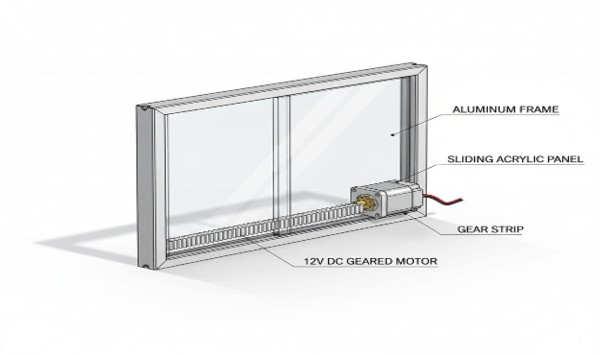 ALUMINUM FRAME
SLIDING ACRYLIC PANEL
GEAR STRIP
12V DC GEARED MOTOR